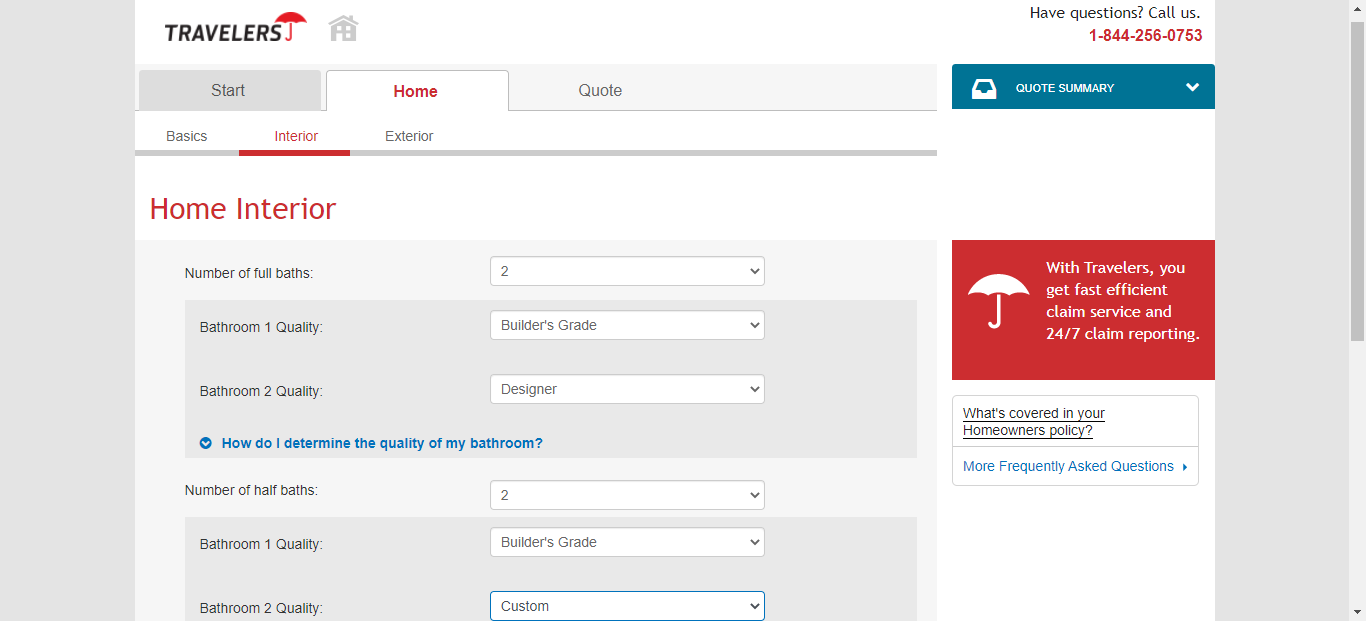 TRAVELERS
Have questions? Call us.
1-844-256-0753
Start
Home
Quote
QUOTE SUMMARY
Basics
Interior
Exterior
Home Interior
Number of full baths:
2
Bathroom 1 Quality:
Builder's Grade
Bathroom 2 Quality:
Designer
How do I determine the quality of my bathroom?
Number of half baths:
2
Bathroom 1 Quality:
Builder's Grade
Bathroom 2 Quality:
Custom
With Travelers, you
get fast efficient
claim service and
24/7 claim reporting.
What's covered in your
Homeowners policy?
More Frequently Asked Questions